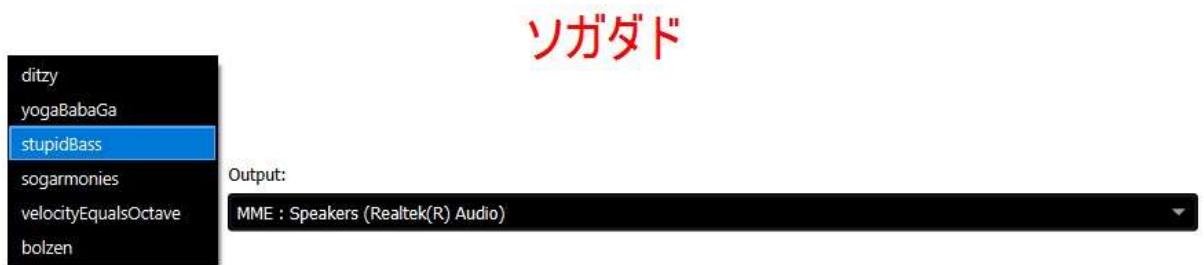 ソガダド
ditzy
yogaBabaGa
stupidBass
sogarmonies
velocityEqualsOctave
bolzen
Output:
MME : Speakers (Realtek(R) Audio)